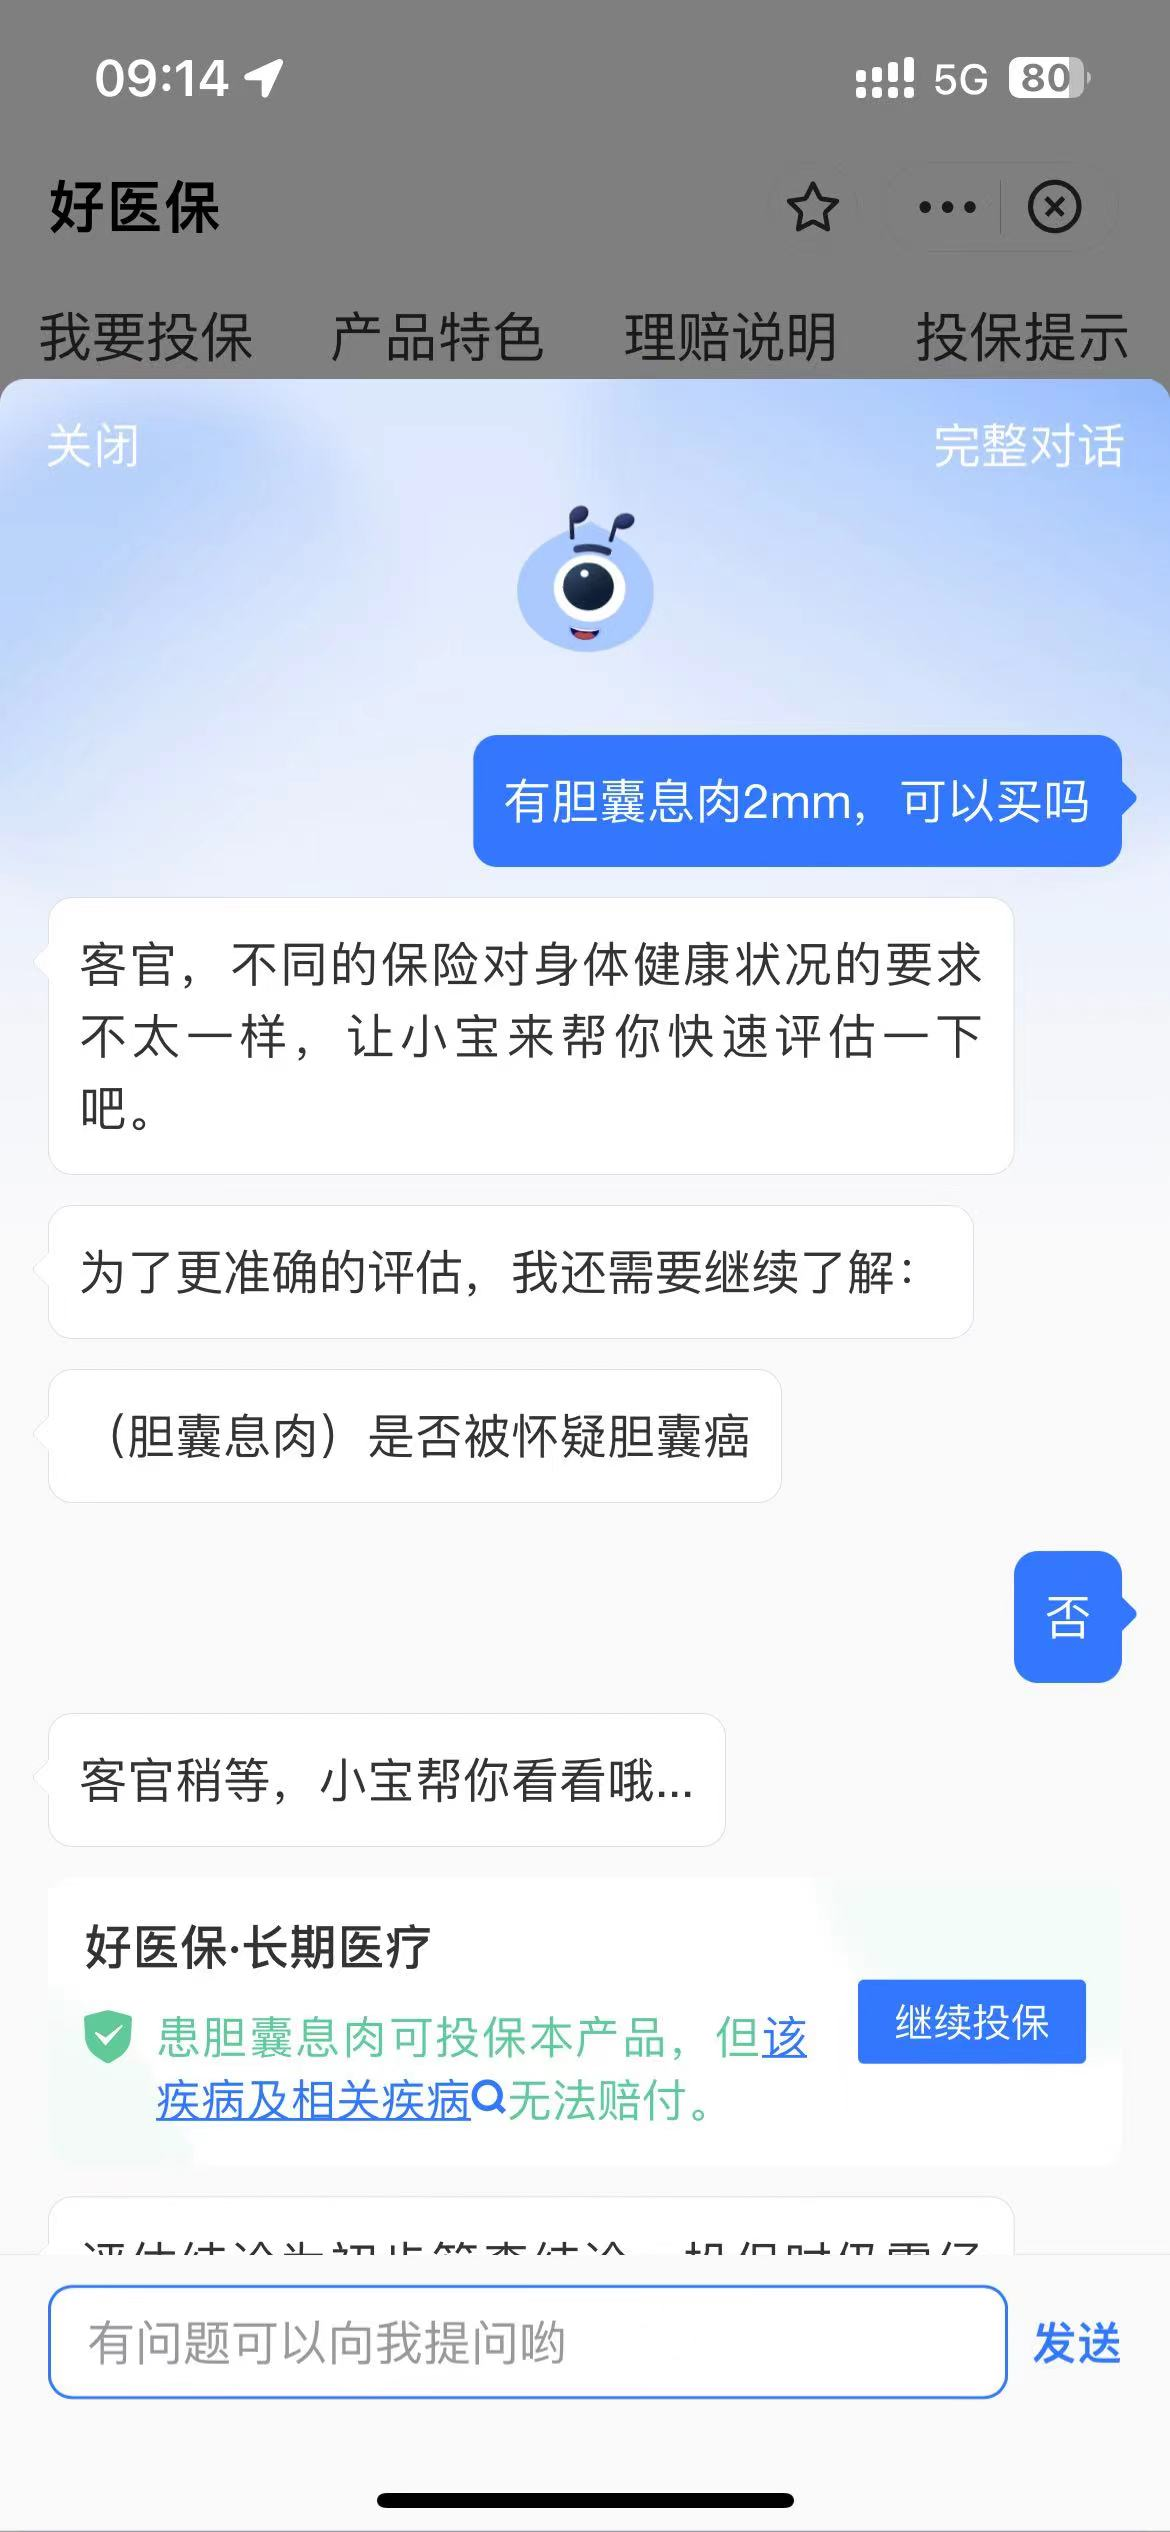 09:14
5G 80
好医保
我要投保 产品特色 理赔说明 投保提示
关闭 完整对话
有胆囊息肉2mm，可以买吗
客官，不同的保险对身体健康状况的要求
不太一样，让小宝来帮你快速评估一下
吧。
为了更准确的评估，我还需要继续了解：
（胆囊息肉）是否被怀疑胆囊癌
否
客官稍等，小宝帮你看看哦...
好医保·长期医疗
患胆囊息肉可投保本产品，但该
疾病及相关疾病无法赔付。
继续投保
有问题可以向我提问哟
发送